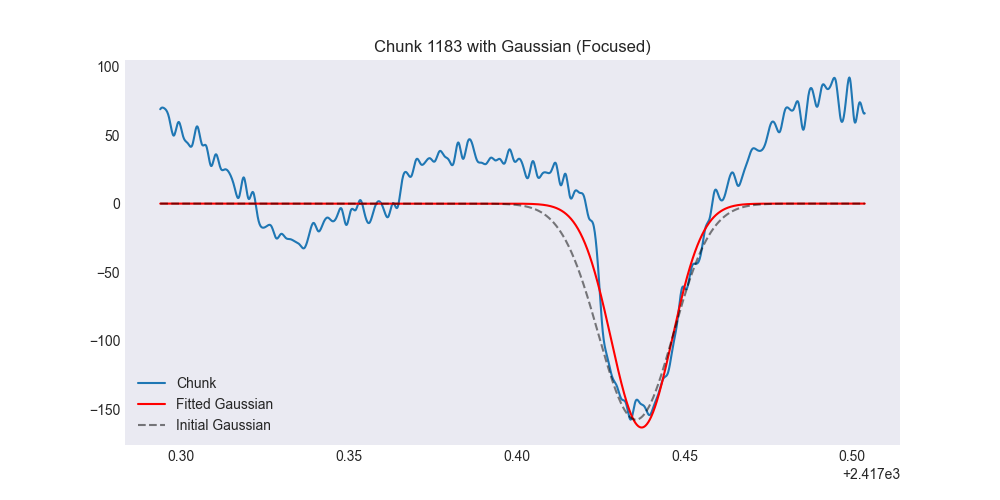 Chunk 1183 with Gaussian (Focused)
100
50
0
−50
−100
−150
Chunk
Fitted Gaussian
Initial Gaussian
0.30 0.35 0.40 0.45 0.50
+2.417e3